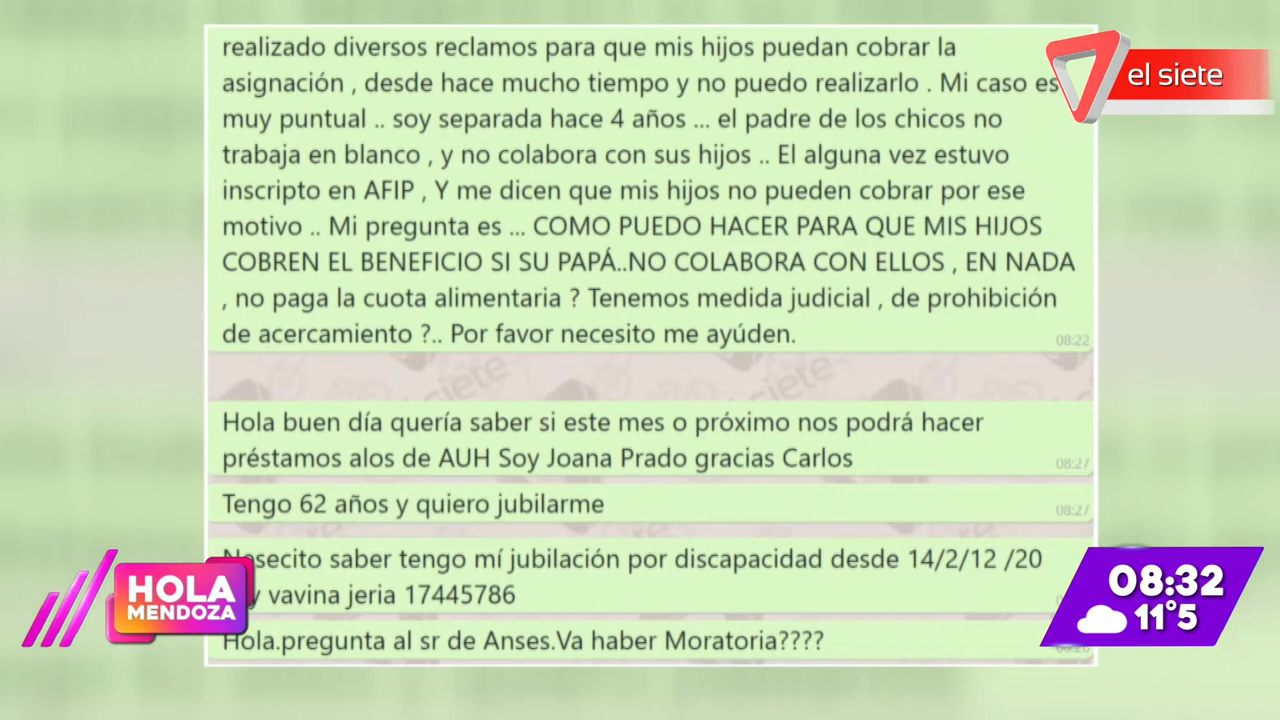 realizado diversos reclamos para que mis hijos puedan cobrar la
asignación , desde hace mucho tiempo y no puedo realizarlo . Mi caso es
muy puntual .. soy separada hace 4 años ... el padre de los chicos no
trabaja en blanco , y no colabora con sus hijos .. El alguna vez estuvo
inscripto en AFIP , Y me dicen que mis hijos no pueden cobrar por ese
motivo .. Mi pregunta es ... COMO PUEDO HACER PARA QUE MIS HIJOS
COBREN EL BENEFICIO SI SU PAPÁ..NO COLABORA CON ELLOS , EN NADA
, no paga la cuota alimentaria ? Tenemos medida judicial , de prohibición
de acercamiento ?.. Por favor necesito me ayúden.
08:22
Hola buen día quería saber si este mes o próximo nos podrá hacer
préstamos alos de AUH Soy Joana Prado gracias Carlos
08:27
Tengo 62 años y quiero jubilarme
08:27
Nesecito saber tengo mí jubilación por discapacidad desde 14/2/12 /20
vavina jeria 17445786
Hola.pregunta al sr de Anses.Va haber Moratoria????
el siete
HOLA
MENDOZA
08:32
11°5